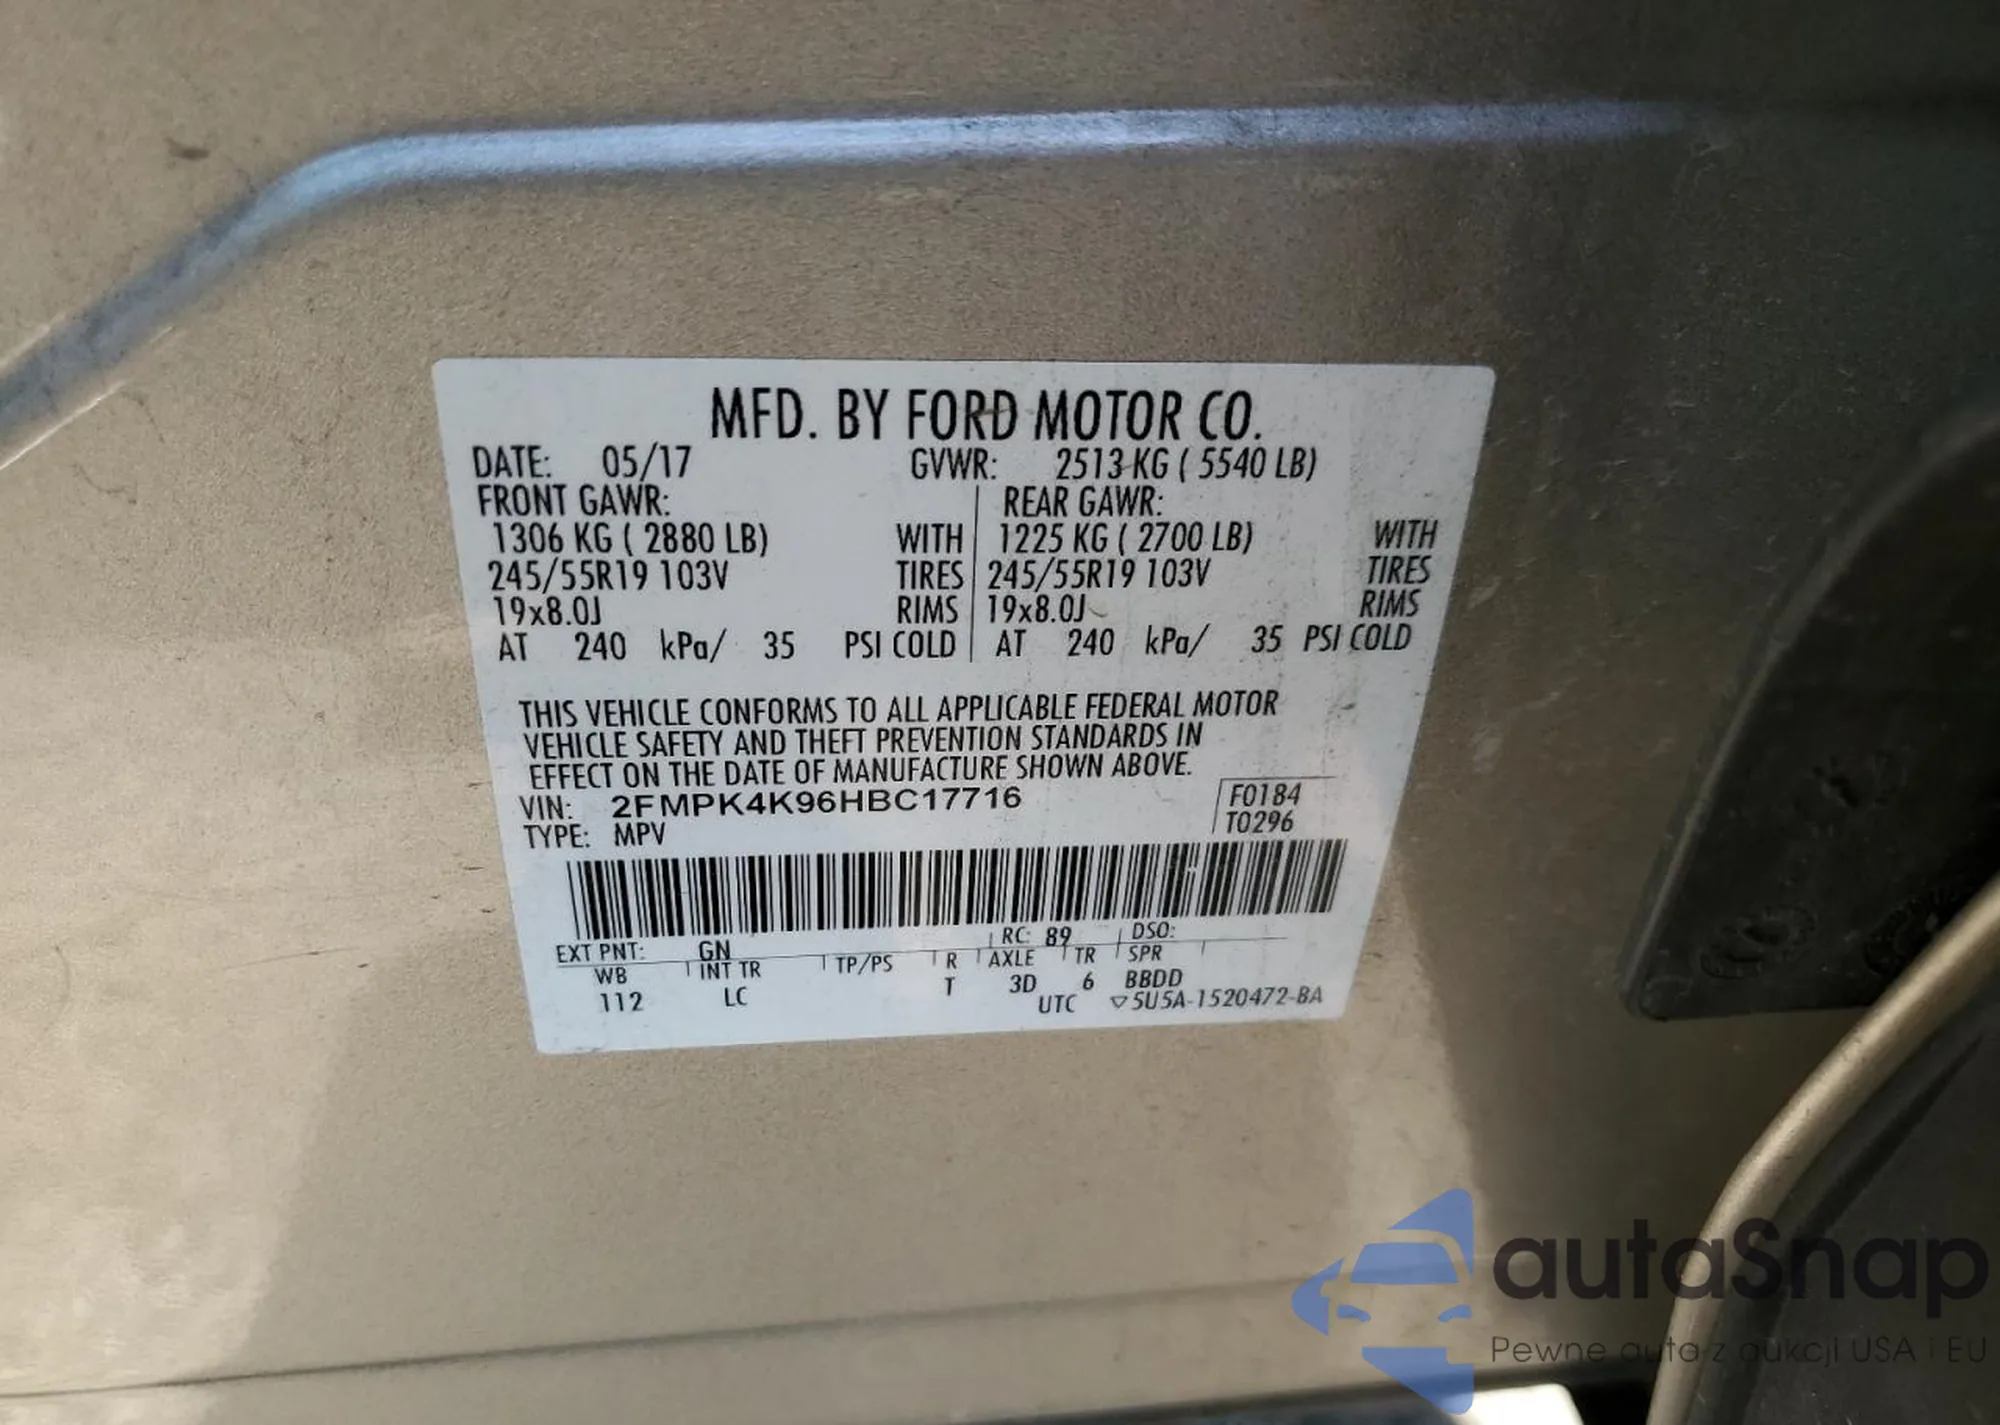 MFD. BY FORD MOTOR CO.
DATE: 05/17 GVWR: 2513 KG ( 5540 LB)
FRONT GAWR: REAR GAWR:
1306 KG ( 2880 LB) WITH 1225 KG ( 2700 LB) WITH
245/55R19 103V TIRES 245/55R19 103V TIRES
19x8.0J RIMS 19x8.0J RIMS
AT 240 kPa/ 35 PSI COLD AT 240 kPa/ 35 PSI COLD
THIS VEHICLE CONFORMS TO ALL APPLICABLE FEDERAL MOTOR
VEHICLE SAFETY AND THEFT PREVENTION STANDARDS IN
EFFECT ON THE DATE OF MANUFACTURE SHOWN ABOVE.
VIN: 2FMPK4K96HBC17716 F0184
TYPE: MPV T0296
EXT PNT: GN RC: 89 DSO:
WB INT TR TP/PS R AXLE TR SPR
112 LC T 3D 6 BBDD
UTC ▽5U5A-1520472-BA
autaSnap
Pewne auta z aukcji USA i EU